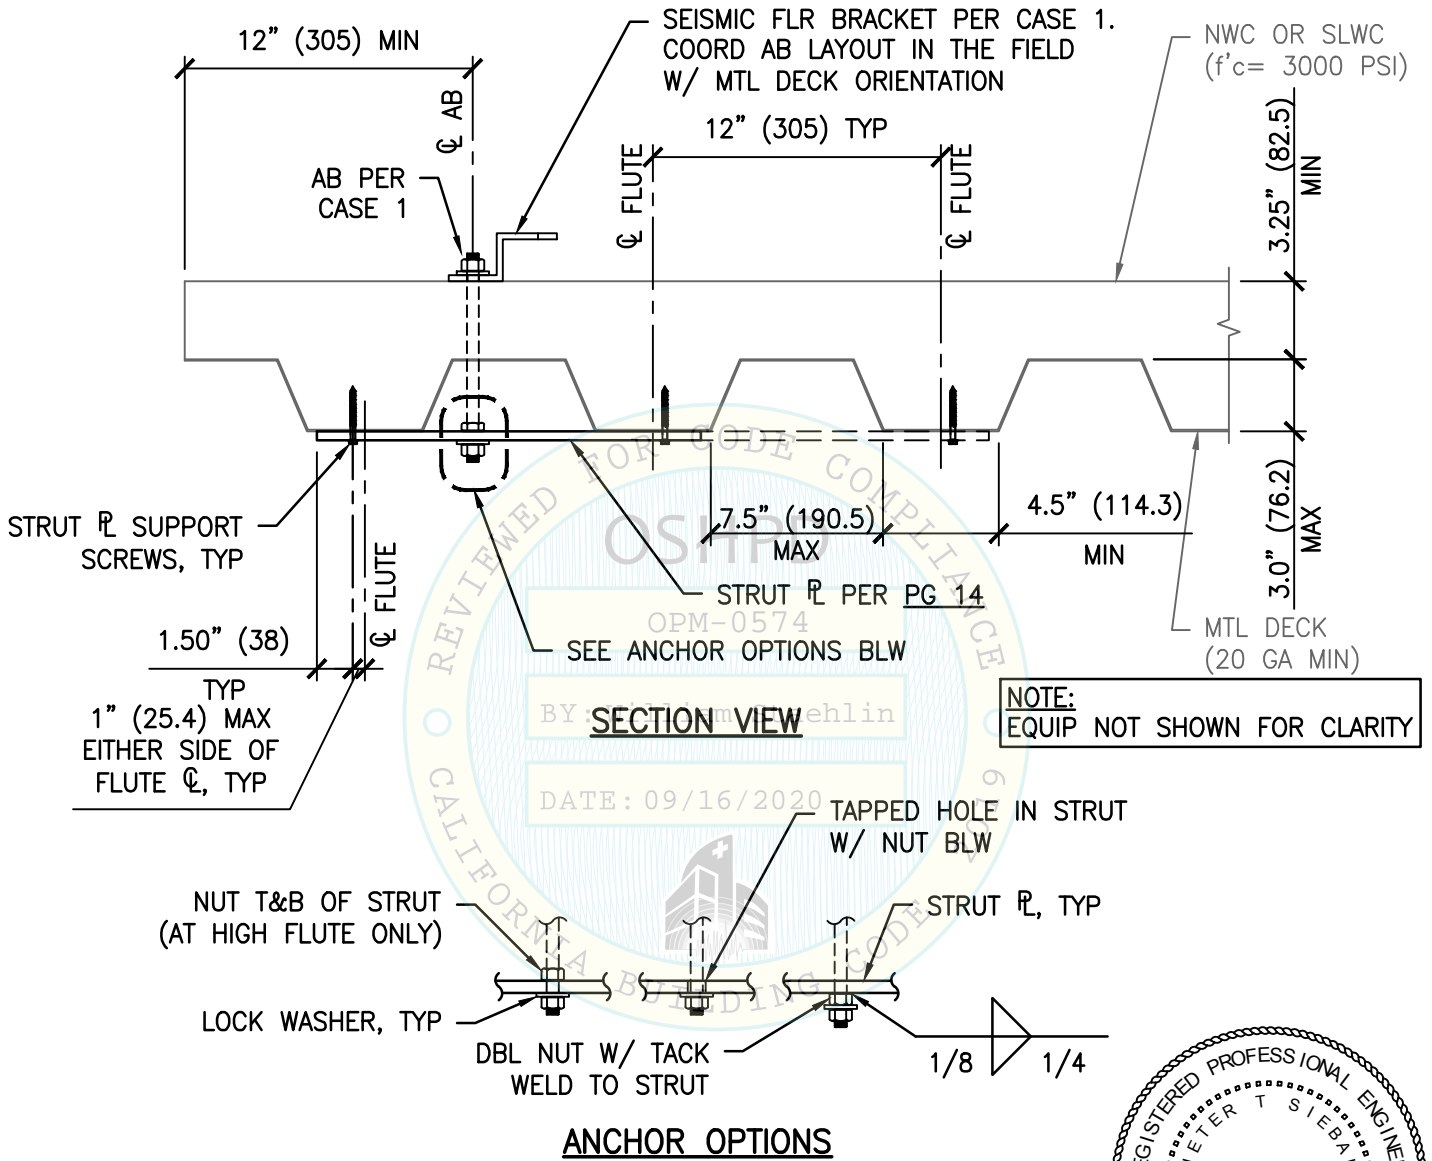 SEISMIC FLR BRACKET PER CASE 1.
COORD AB LAYOUT IN THE FIELD
W/ MTL DECK ORIENTATION
12" (305) MIN
NWC OR SLWC
(f'c= 3000 PSI)
℄ AB
12" (305) TYP
℄ FLUTE
℄ FLUTE
3.25" (82.5)
MIN
AB PER
CASE 1
STRUT ⅊ SUPPORT
SCREWS, TYP
7.5" (190.5)
MAX
4.5" (114.3)
MIN
3.0" (76.2)
MAX
℄ FLUTE
1.50" (38)
TYP
1" (25.4) MAX
EITHER SIDE OF
FLUTE ℄, TYP
STRUT ⅊ PER PG 14
SEE ANCHOR OPTIONS BLW
MTL DECK
(20 GA MIN)
SECTION VIEW
NOTE:
EQUIP NOT SHOWN FOR CLARITY
REVIEWED FOR CODE COMPLIANCE
OSHPD
OPM-0574
BY: William Staehlin
DATE: 09/16/2020
CALIFORNIA BUILDING CODE 2019
TAPPED HOLE IN STRUT
W/ NUT BLW
NUT T&B OF STRUT
(AT HIGH FLUTE ONLY)
STRUT ⅊, TYP
LOCK WASHER, TYP
DBL NUT W/ TACK
WELD TO STRUT
1/8
1/4
ANCHOR OPTIONS
PROFESSIONAL
T